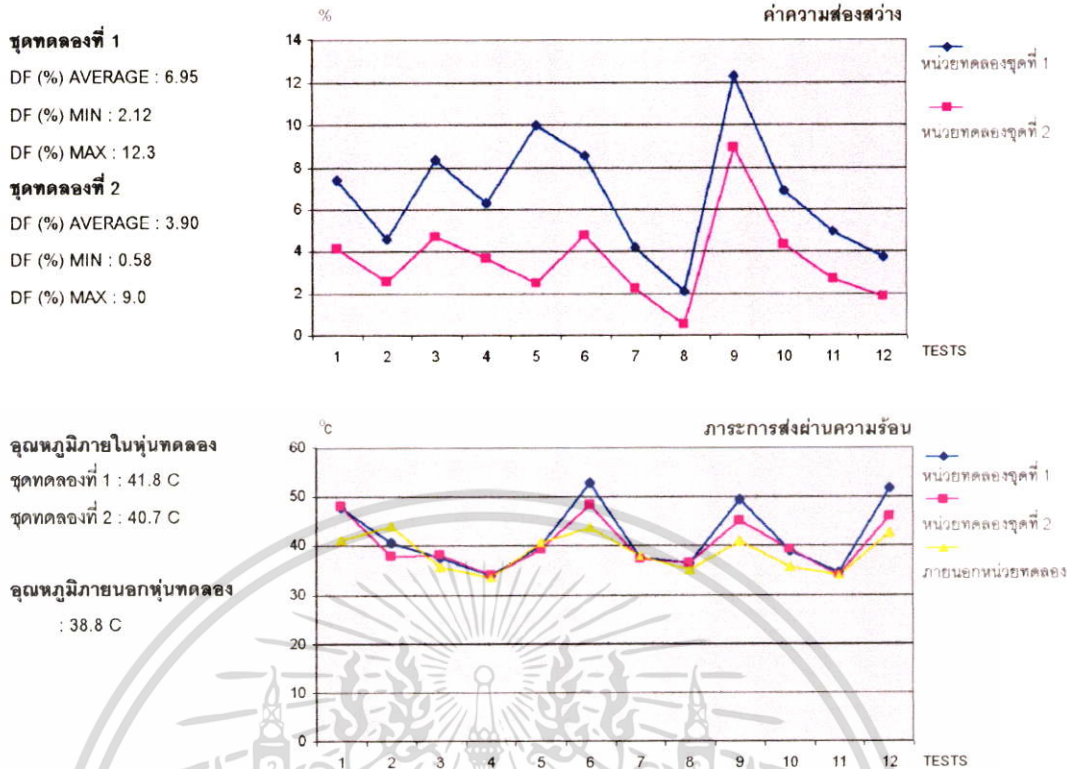 ชุดทดลองที่ 1
DF (%) AVERAGE : 6.95
DF (%) MIN : 2.12
DF (%) MAX : 12.3
ชุดทดลองที่ 2
DF (%) AVERAGE : 3.90
DF (%) MIN : 0.58
DF (%) MAX : 9.0
%
ค่าความส่องสว่าง
14
12
10
8
6
4
2
0
1 2 3 4 5 6 7 8 9 10 11 12 TESTS
หน่วยทดลองชุดที่ 1
หน่วยทดลองชุดที่ 2
อุณหภูมิภายในหุ่นทดลอง
ชุดทดลองที่ 1 : 41.8 C
ชุดทดลองที่ 2 : 40.7 C
อุณหภูมิภายนอกหุ่นทดลอง
: 38.8 C
°c
ภาระการส่งผ่านความร้อน
60
50
40
30
20
10
0
1 2 3 4 5 6 7 8 9 10 11 12 TESTS
หน่วยทดลองชุดที่ 1
หน่วยทดลองชุดที่ 2
ภายนอกหน่วยทดลอง